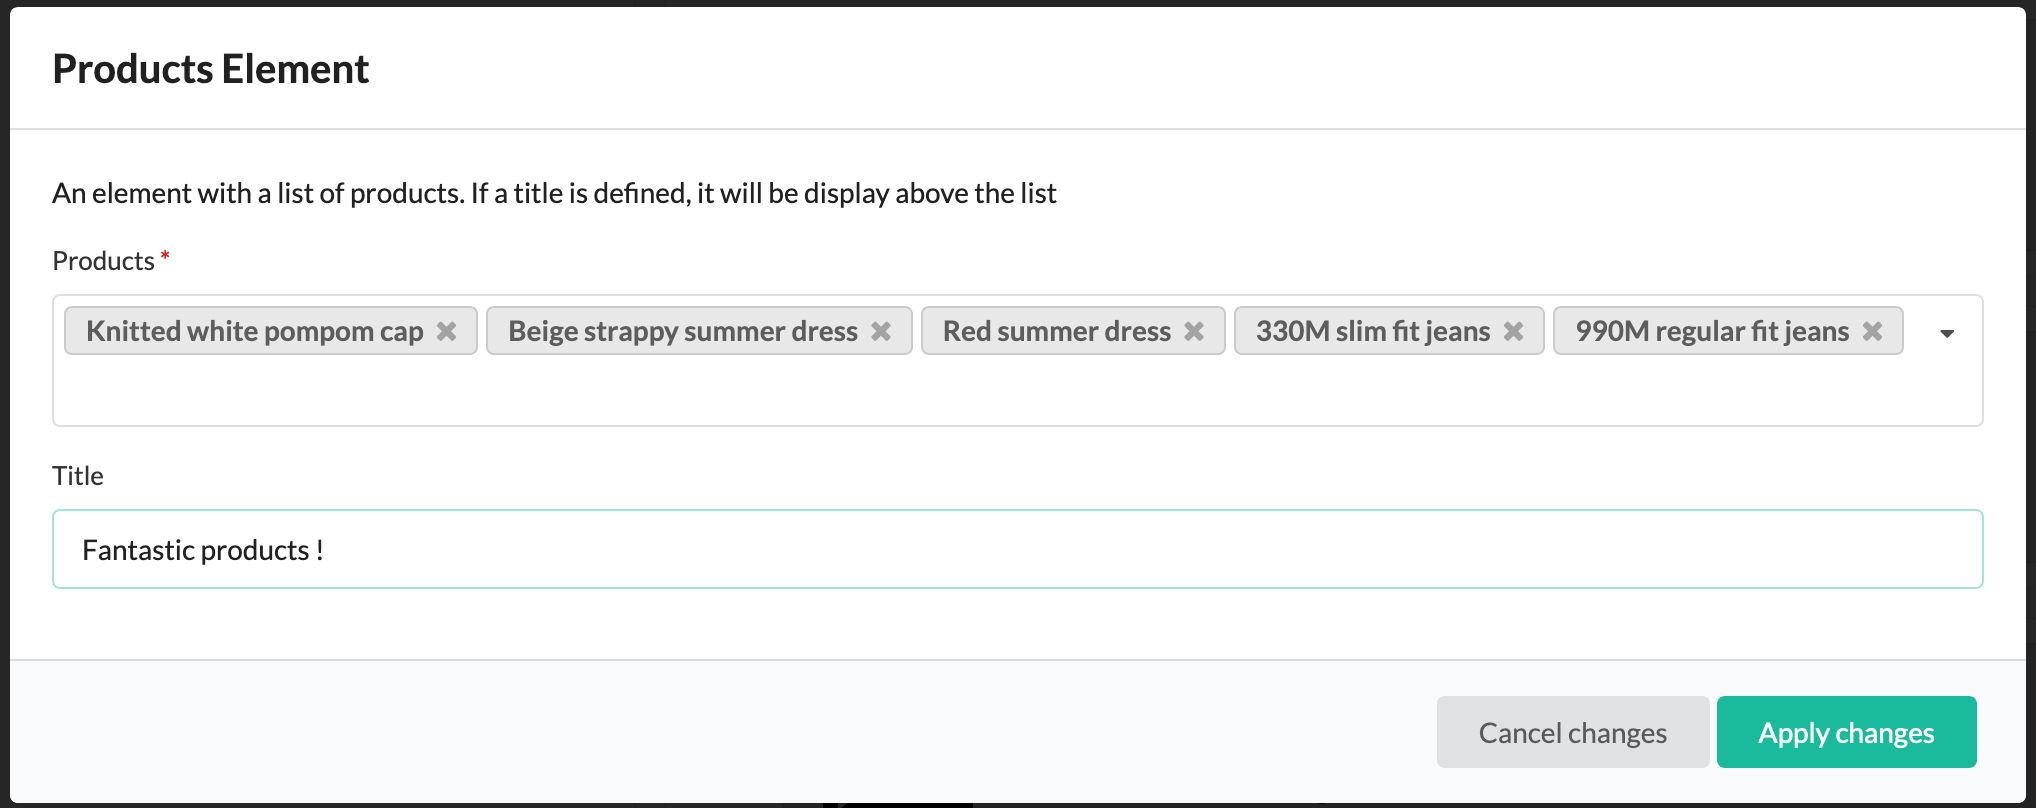 Products Element
An element with a list of products. If a title is defined, it will be display above the list
Products *
Knitted white pompom cap Beige strappy summer dress Red summer dress 330M slim fit jeans 990M regular fit jeans
Title
Fantastic products !
Cancel changes Apply changes